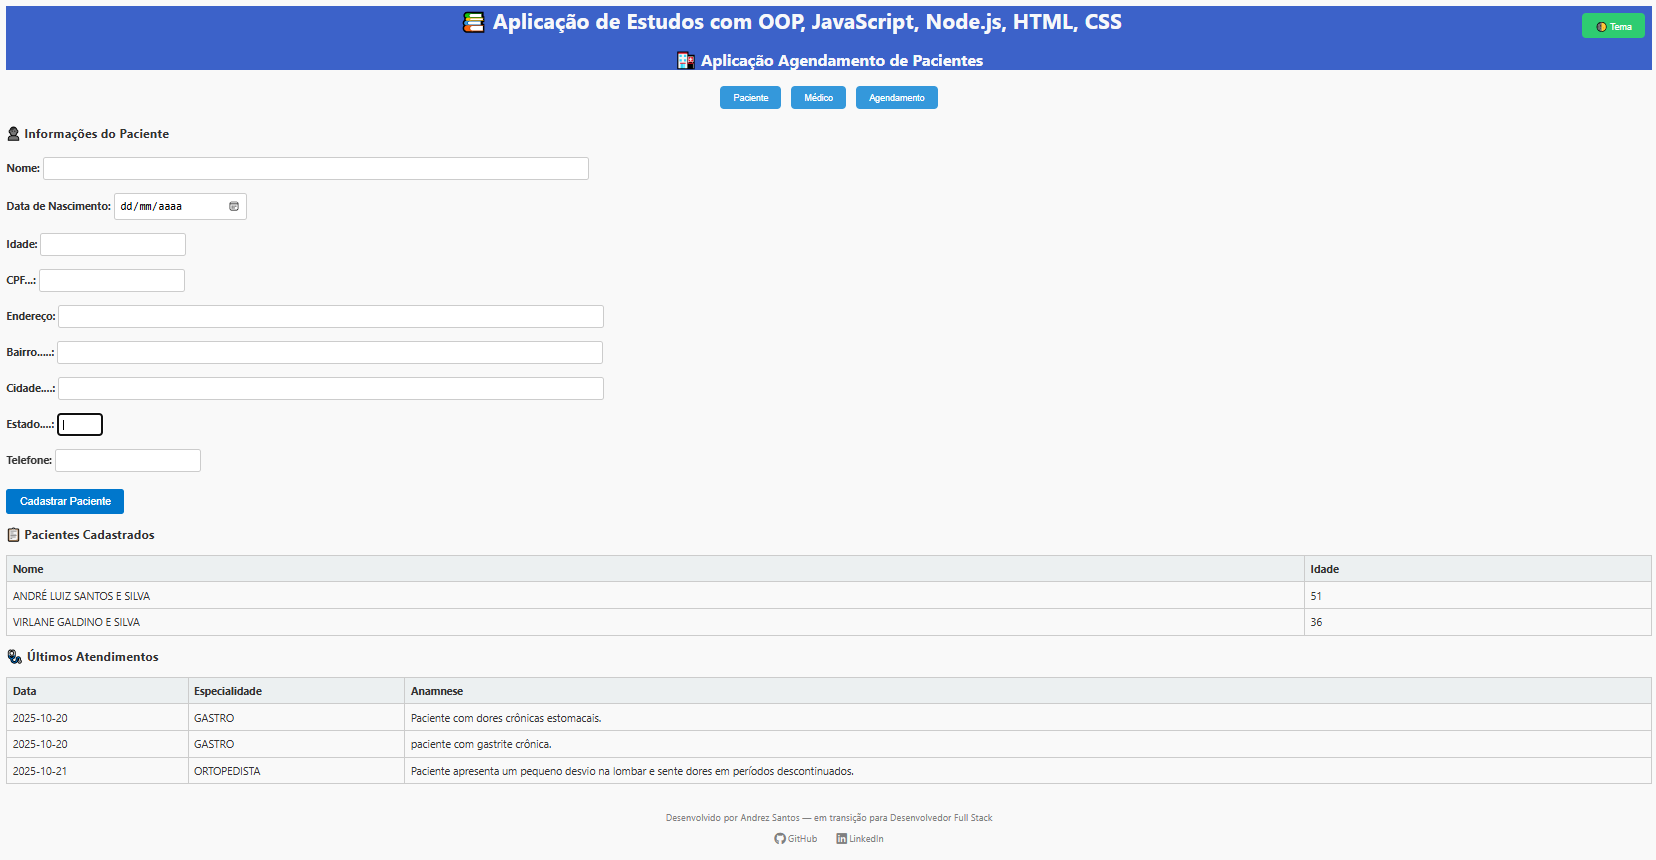 Aplicação de Estudos com OOP, JavaScript, Node.js, HTML, CSS
Tema
Aplicação Agendamento de Pacientes
Paciente Médico Agendamento
Informações do Paciente
Nome:
Data de Nascimento: dd/mm/aaaa
Idade:
CPF...:
Endereço:
Bairro.....:
Cidade....:
Estado....:
Telefone:
Cadastrar Paciente
Pacientes Cadastrados
Nome Idade
ANDRÉ LUIZ SANTOS E SILVA 51
VIRLANE GALDINO E SILVA 36
Últimos Atendimentos
Data Especialidade Anamnese
2025-10-20 GASTRO Paciente com dores crônicas estomacais.
2025-10-20 GASTRO paciente com gastrite crônica.
2025-10-21 ORTOPEDISTA Paciente apresenta um pequeno desvio na lombar e sente dores em períodos descontinuados.
Desenvolvido por Andrez Santos — em transição para Desenvolvedor Full Stack
GitHub LinkedIn